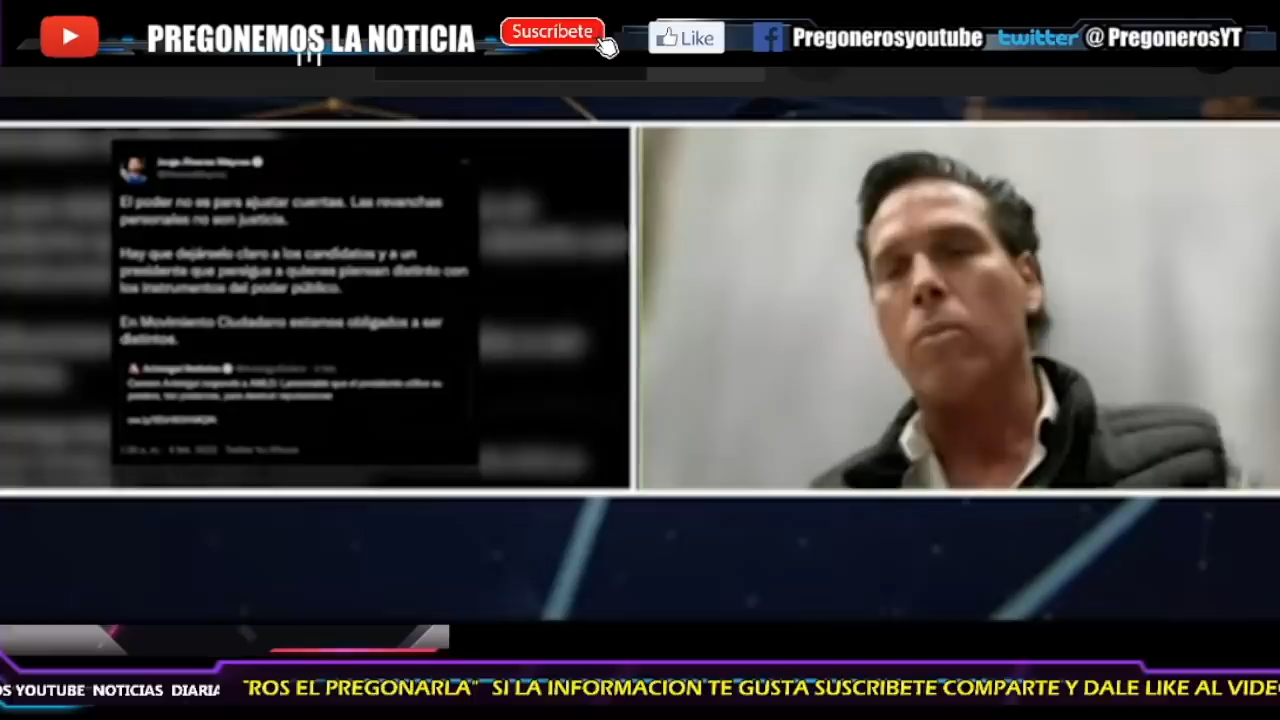 PREGONEMOS LA NOTICIA
Suscríbete
Like
f
Pregonerosyoutube
twitter
@PregonerosYT
El poder no es para ajustar cuentas. Las revanchas
personales no son justicia.
Hay que dejárselo claro a los candidatos y a un
presidente que persigue a quienes piensan distinto con
los instrumentos del poder público.
En Movimiento Ciudadano estamos obligados a ser
distintos.
OS YOUTUBE NOTICIAS DIARIA
"ROS EL PREGONARLA" SI LA INFORMACION TE GUSTA SUSCRIBETE COMPARTE Y DALE LIKE AL VIDE